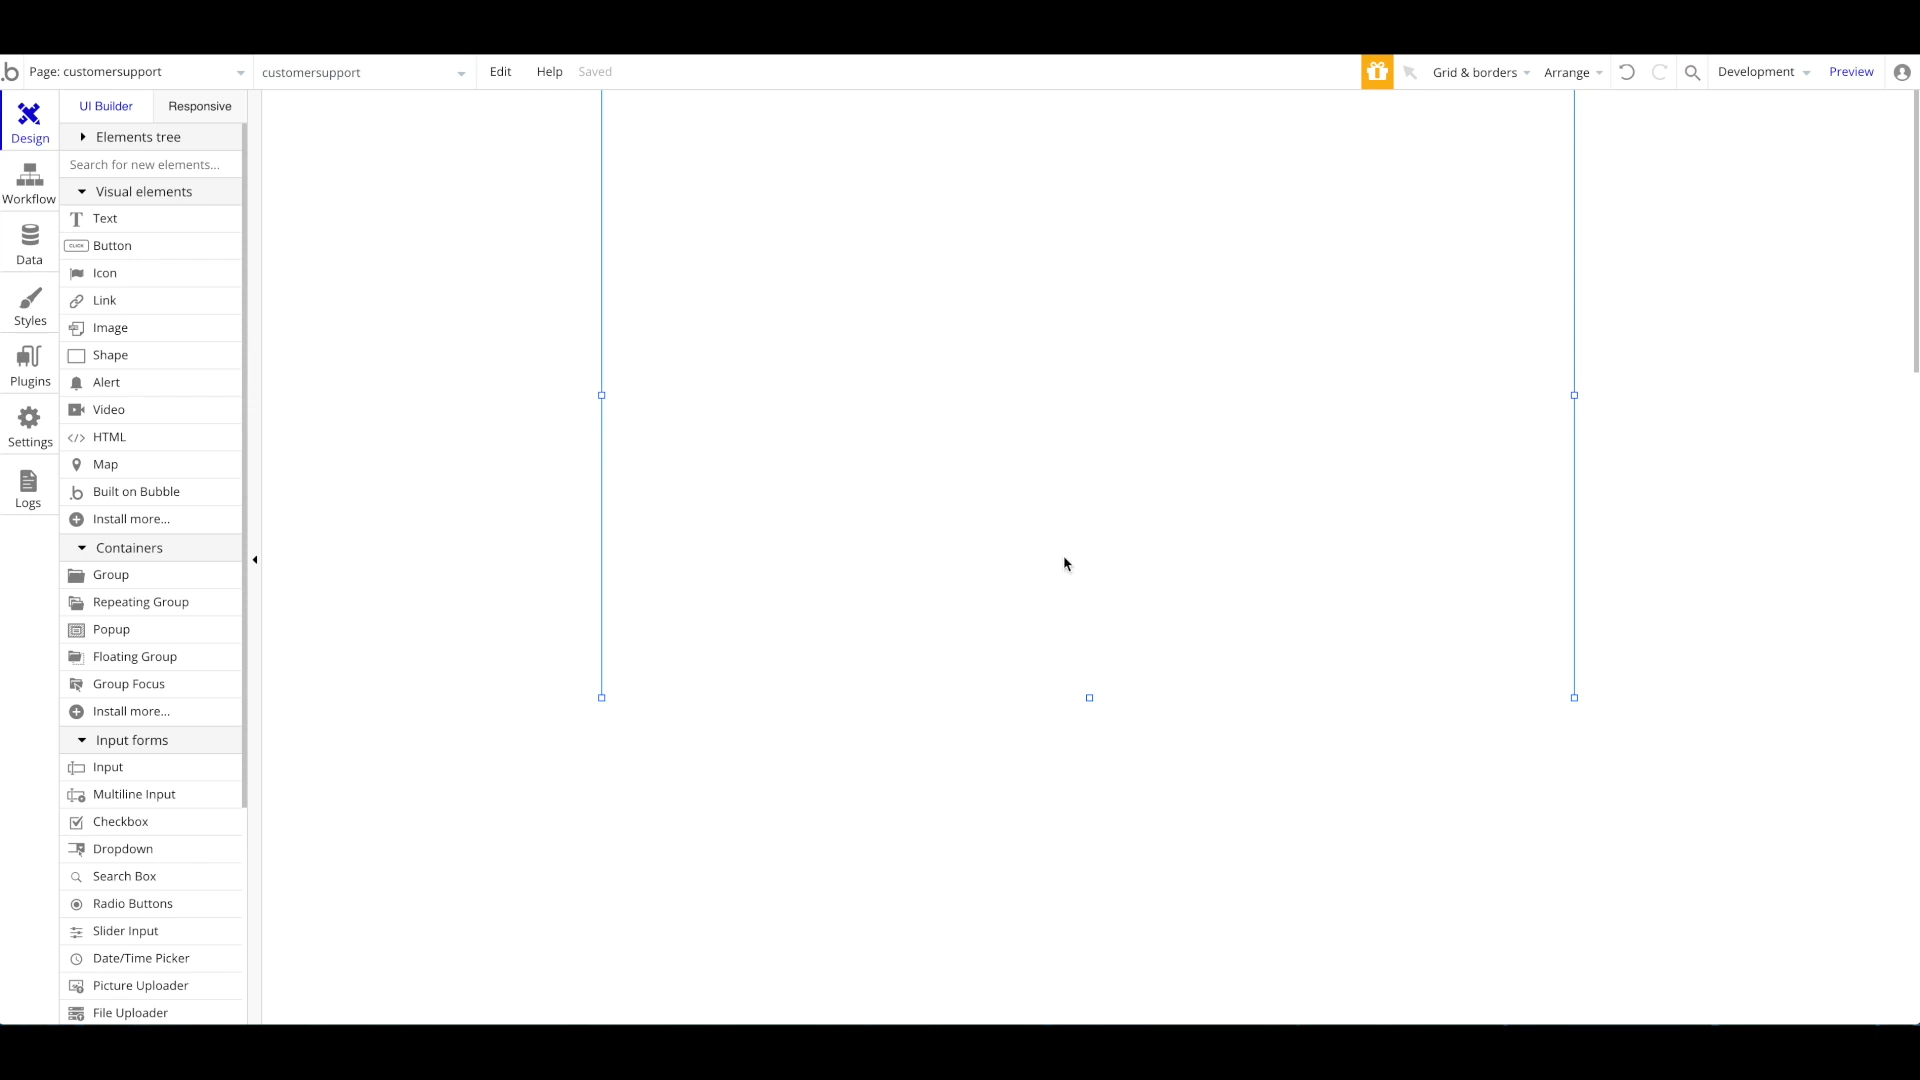 Page: customersupport
customersupport
Edit
Help
Saved
Grid & borders
Arrange
Development
Preview
Design
Workflow
Data
Styles
Plugins
Settings
Logs
UI Builder
Responsive
Elements tree
Search for new elements...
Visual elements
Text
CLICK Button
Icon
Link
Image
Shape
Alert
Video
</> HTML
Map
Built on Bubble
Install more...
Containers
Group
Repeating Group
Popup
Floating Group
Group Focus
Install more...
Input forms
Input
Multiline Input
Checkbox
Dropdown
Search Box
Radio Buttons
Slider Input
Date/Time Picker
Picture Uploader
File Uploader